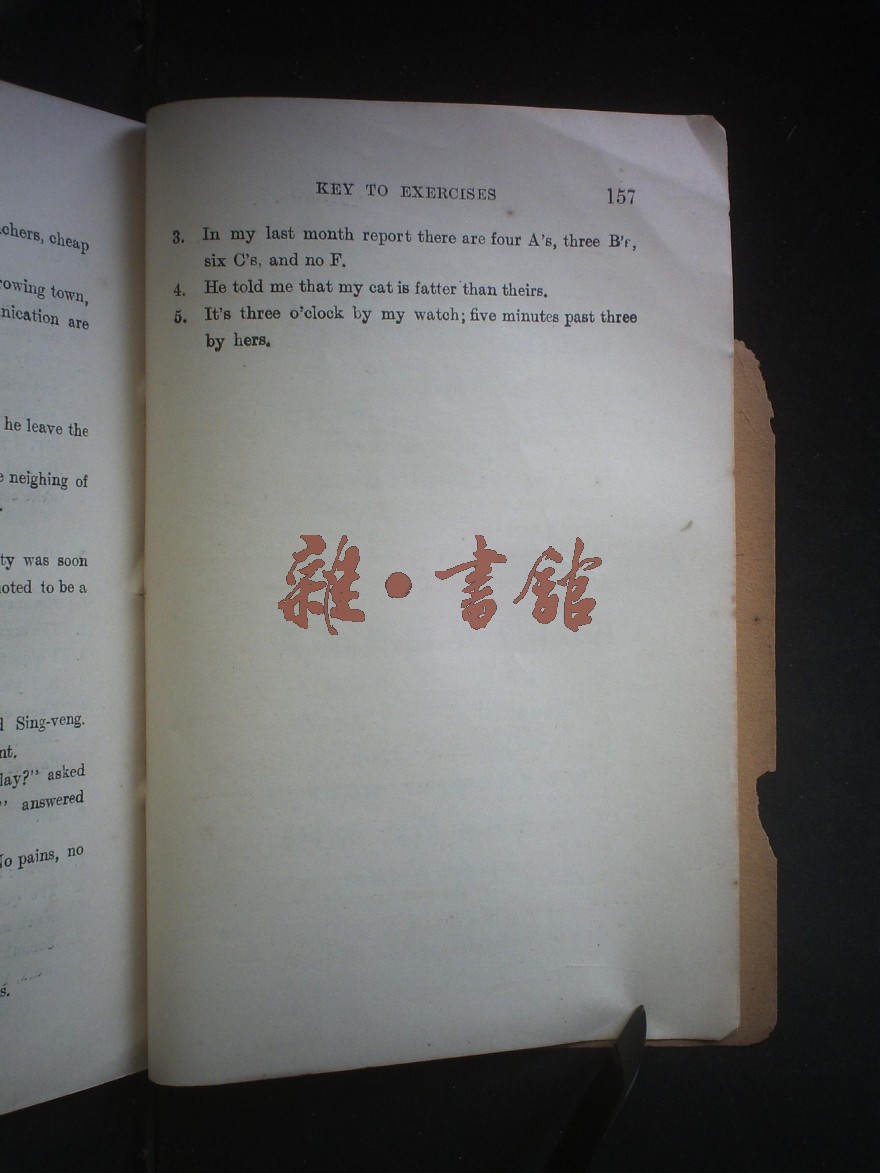 chers, cheap
rowing town,
nication are
he leave the
neighing of
ty was soon
noted to be a
Sing-veng.
nt.
lay?" asked
" answered
No pains, no
s.
KEY TO EXERCISES 157
3. In my last month report there are four A's, three B's,
six C's, and no F.
4. He told me that my cat is fatter than theirs.
5. It's three o'clock by my watch; five minutes past three
by hers.
雜·書館